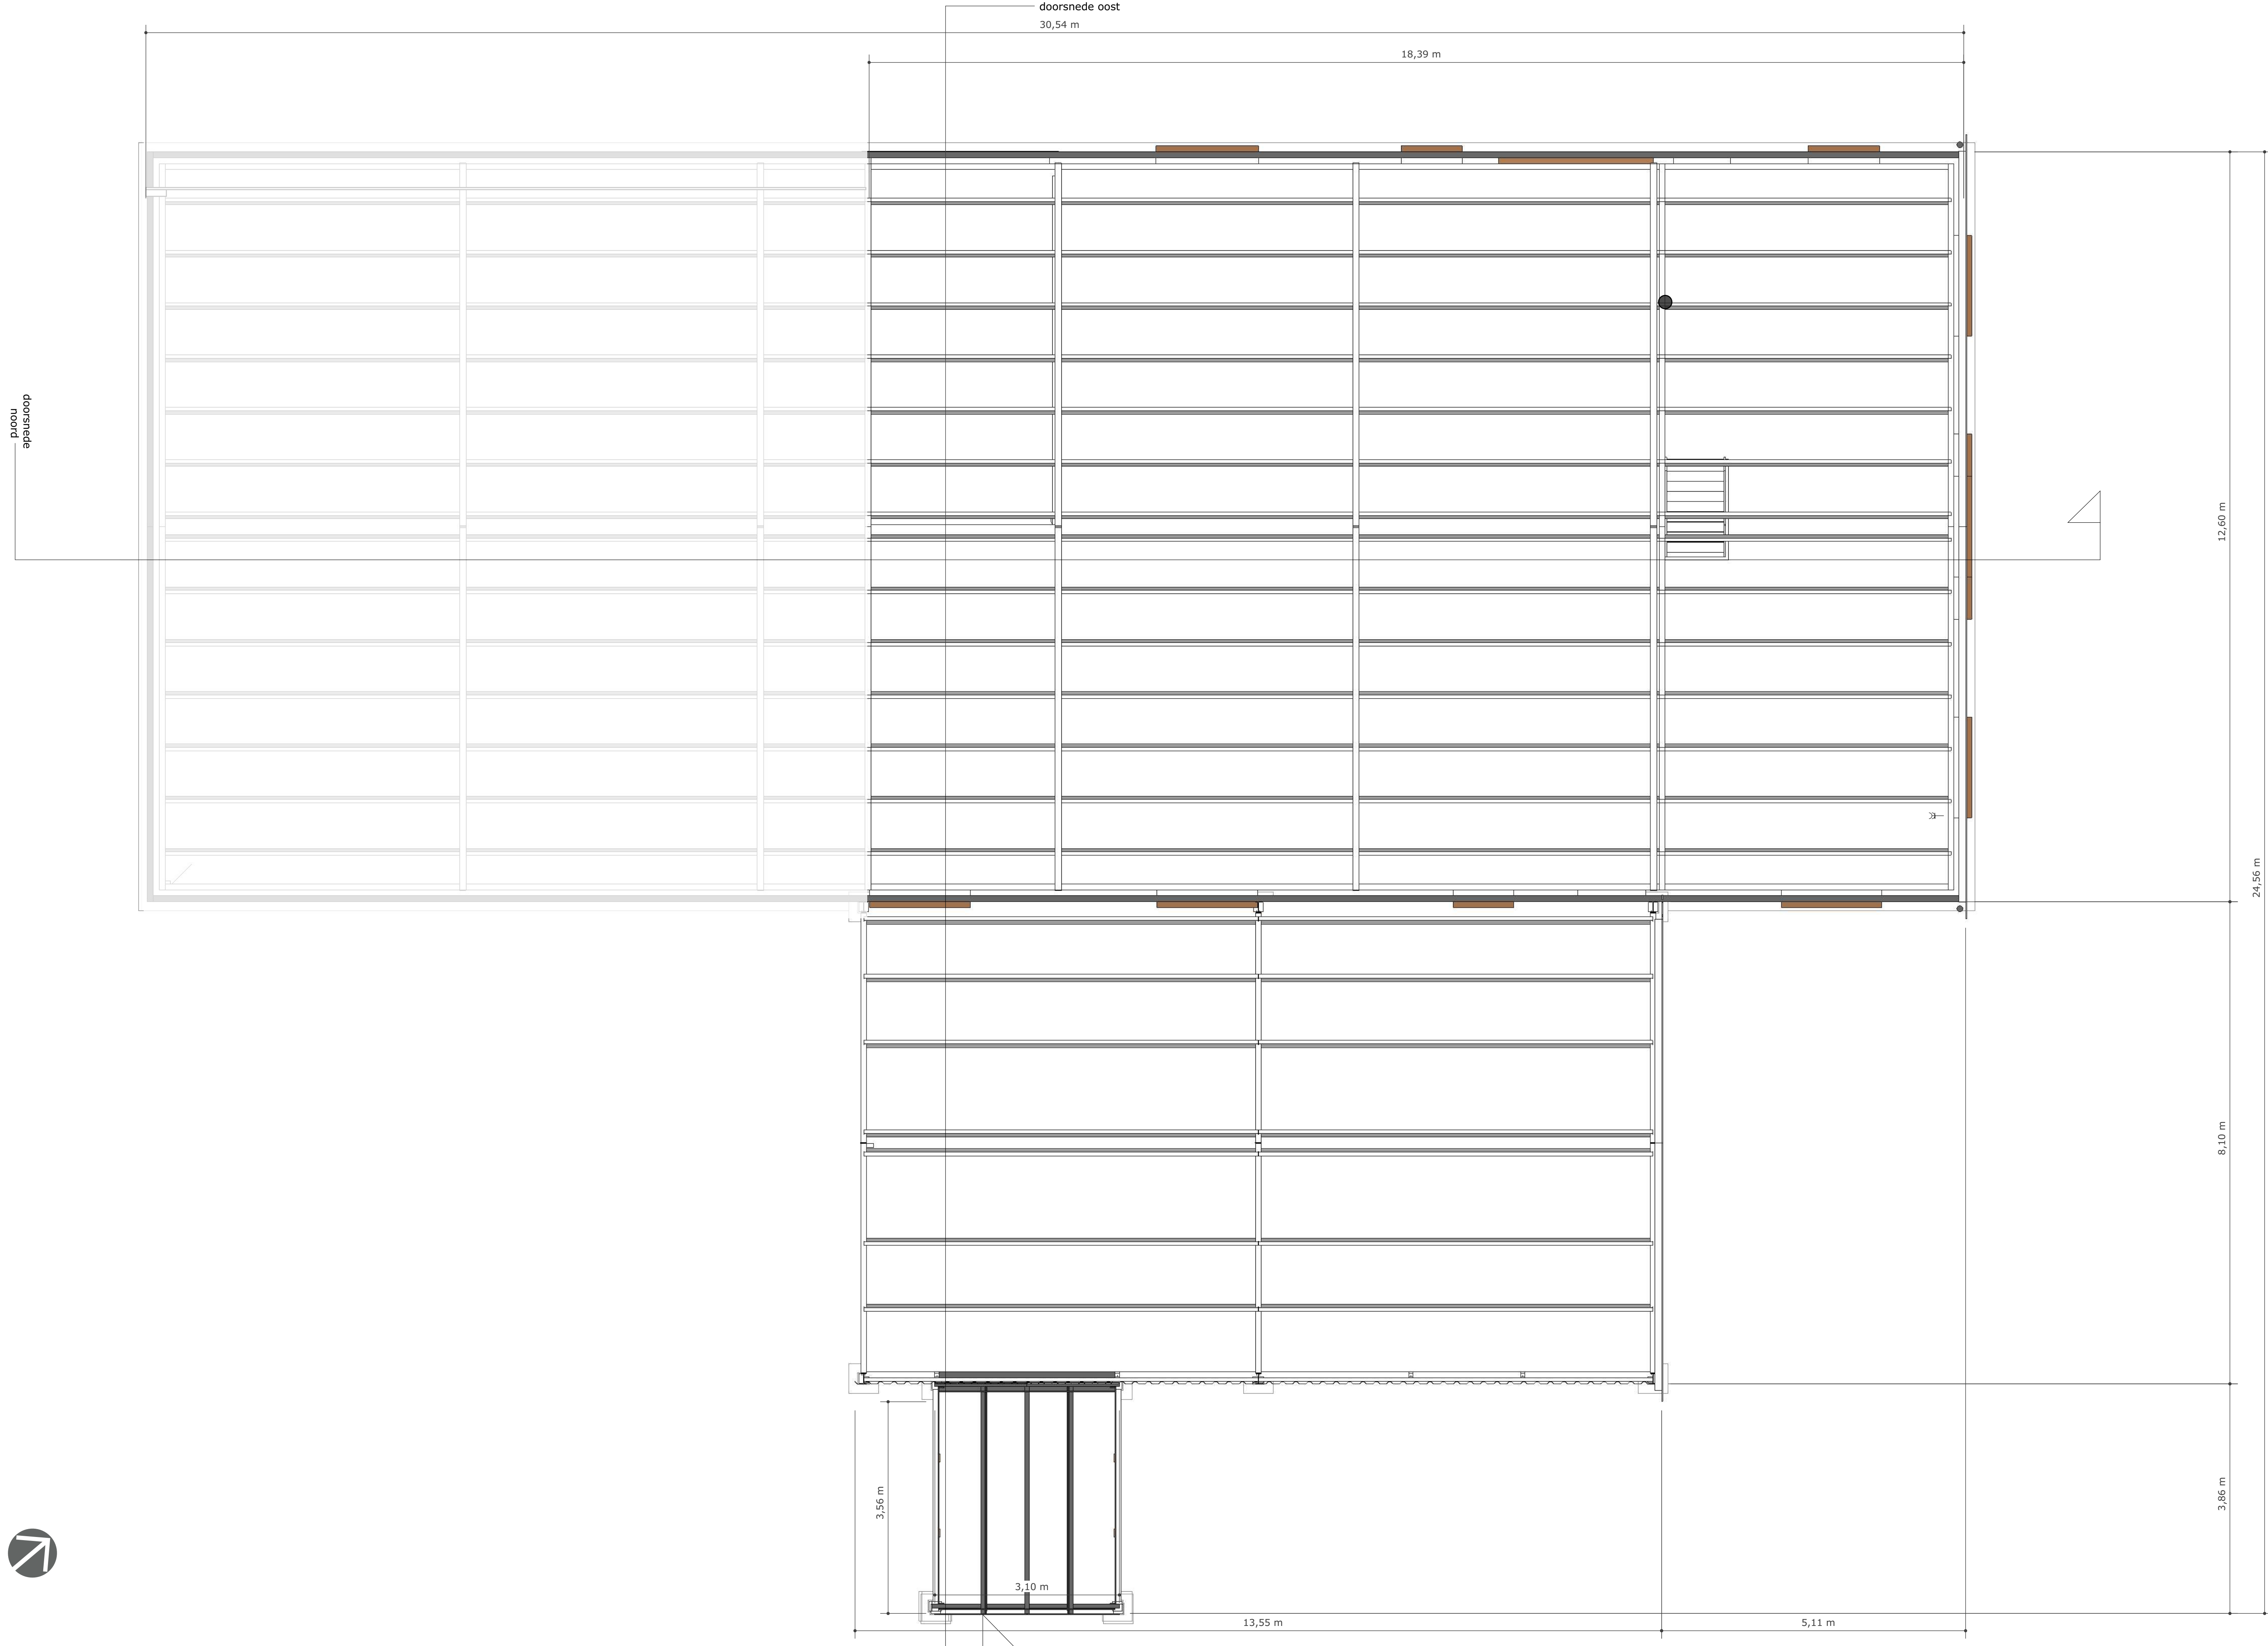 doorsnede oost
30,54 m
18,39 m
doorsnede
noord
12,60 m
24,56 m
8,10 m
3,56 m
3,86 m
3,10 m
13,55 m
5,11 m